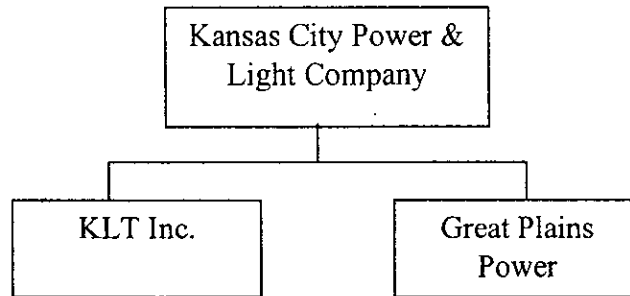 Kansas City Power &
Light Company
KLT Inc.
Great Plains
Power